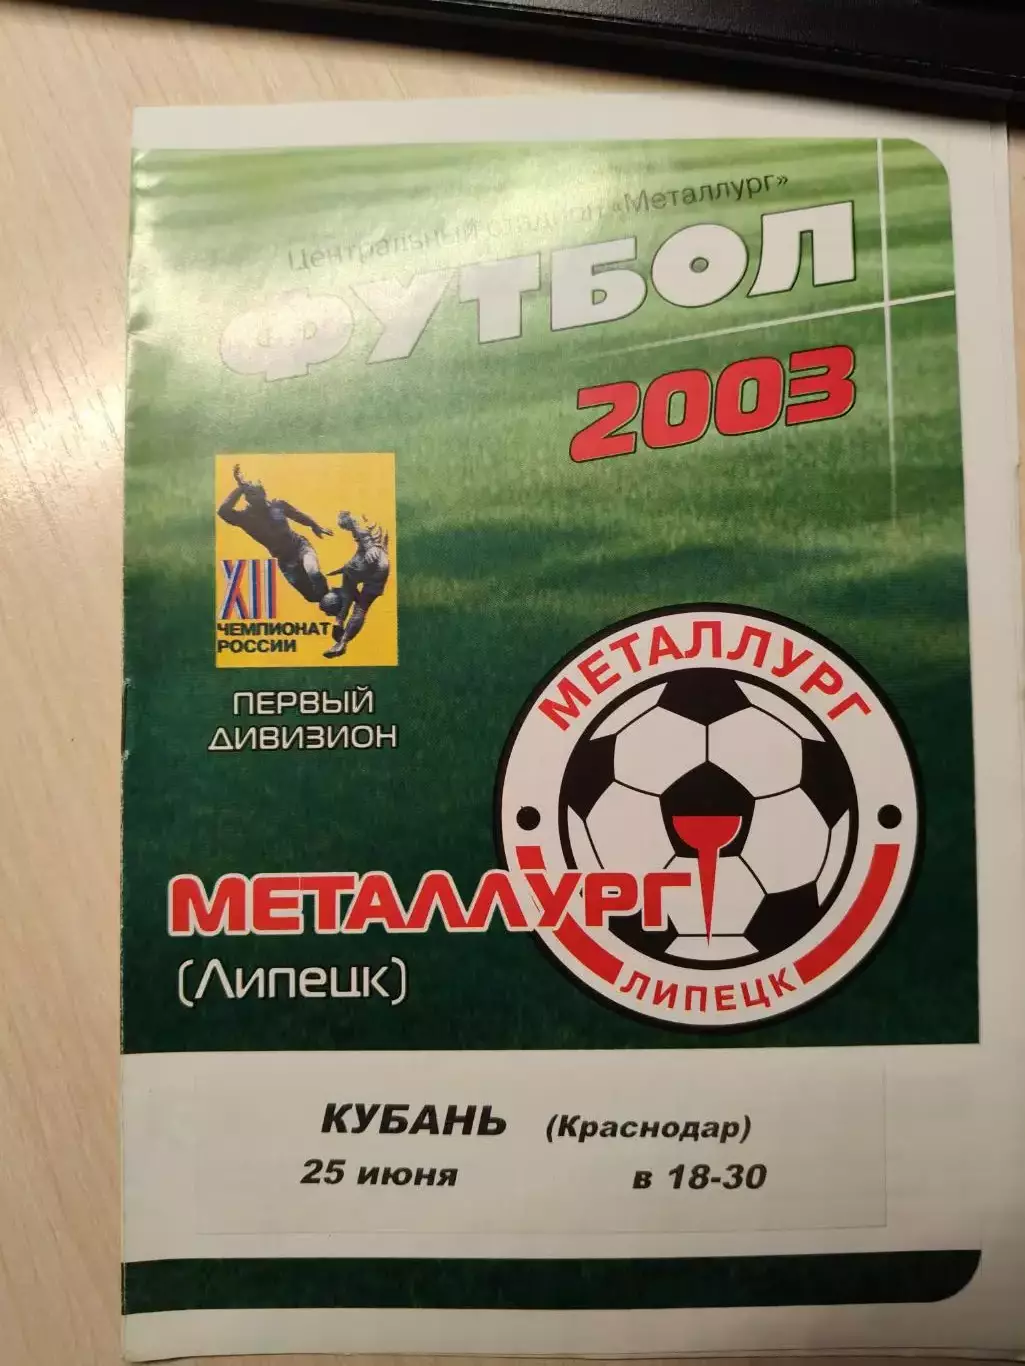 Центральный стадион «Металлург»
ФУТБОЛ
2003
XII
ЧЕМПИОНАТ
РОССИИ
ПЕРВЫЙ
ДИВИЗИОН
МЕТАЛЛУРГ
ЛИПЕЦК
МЕТАЛЛУРГ
(Липецк)
КУБАНЬ (Краснодар)
25 июня в 18-30